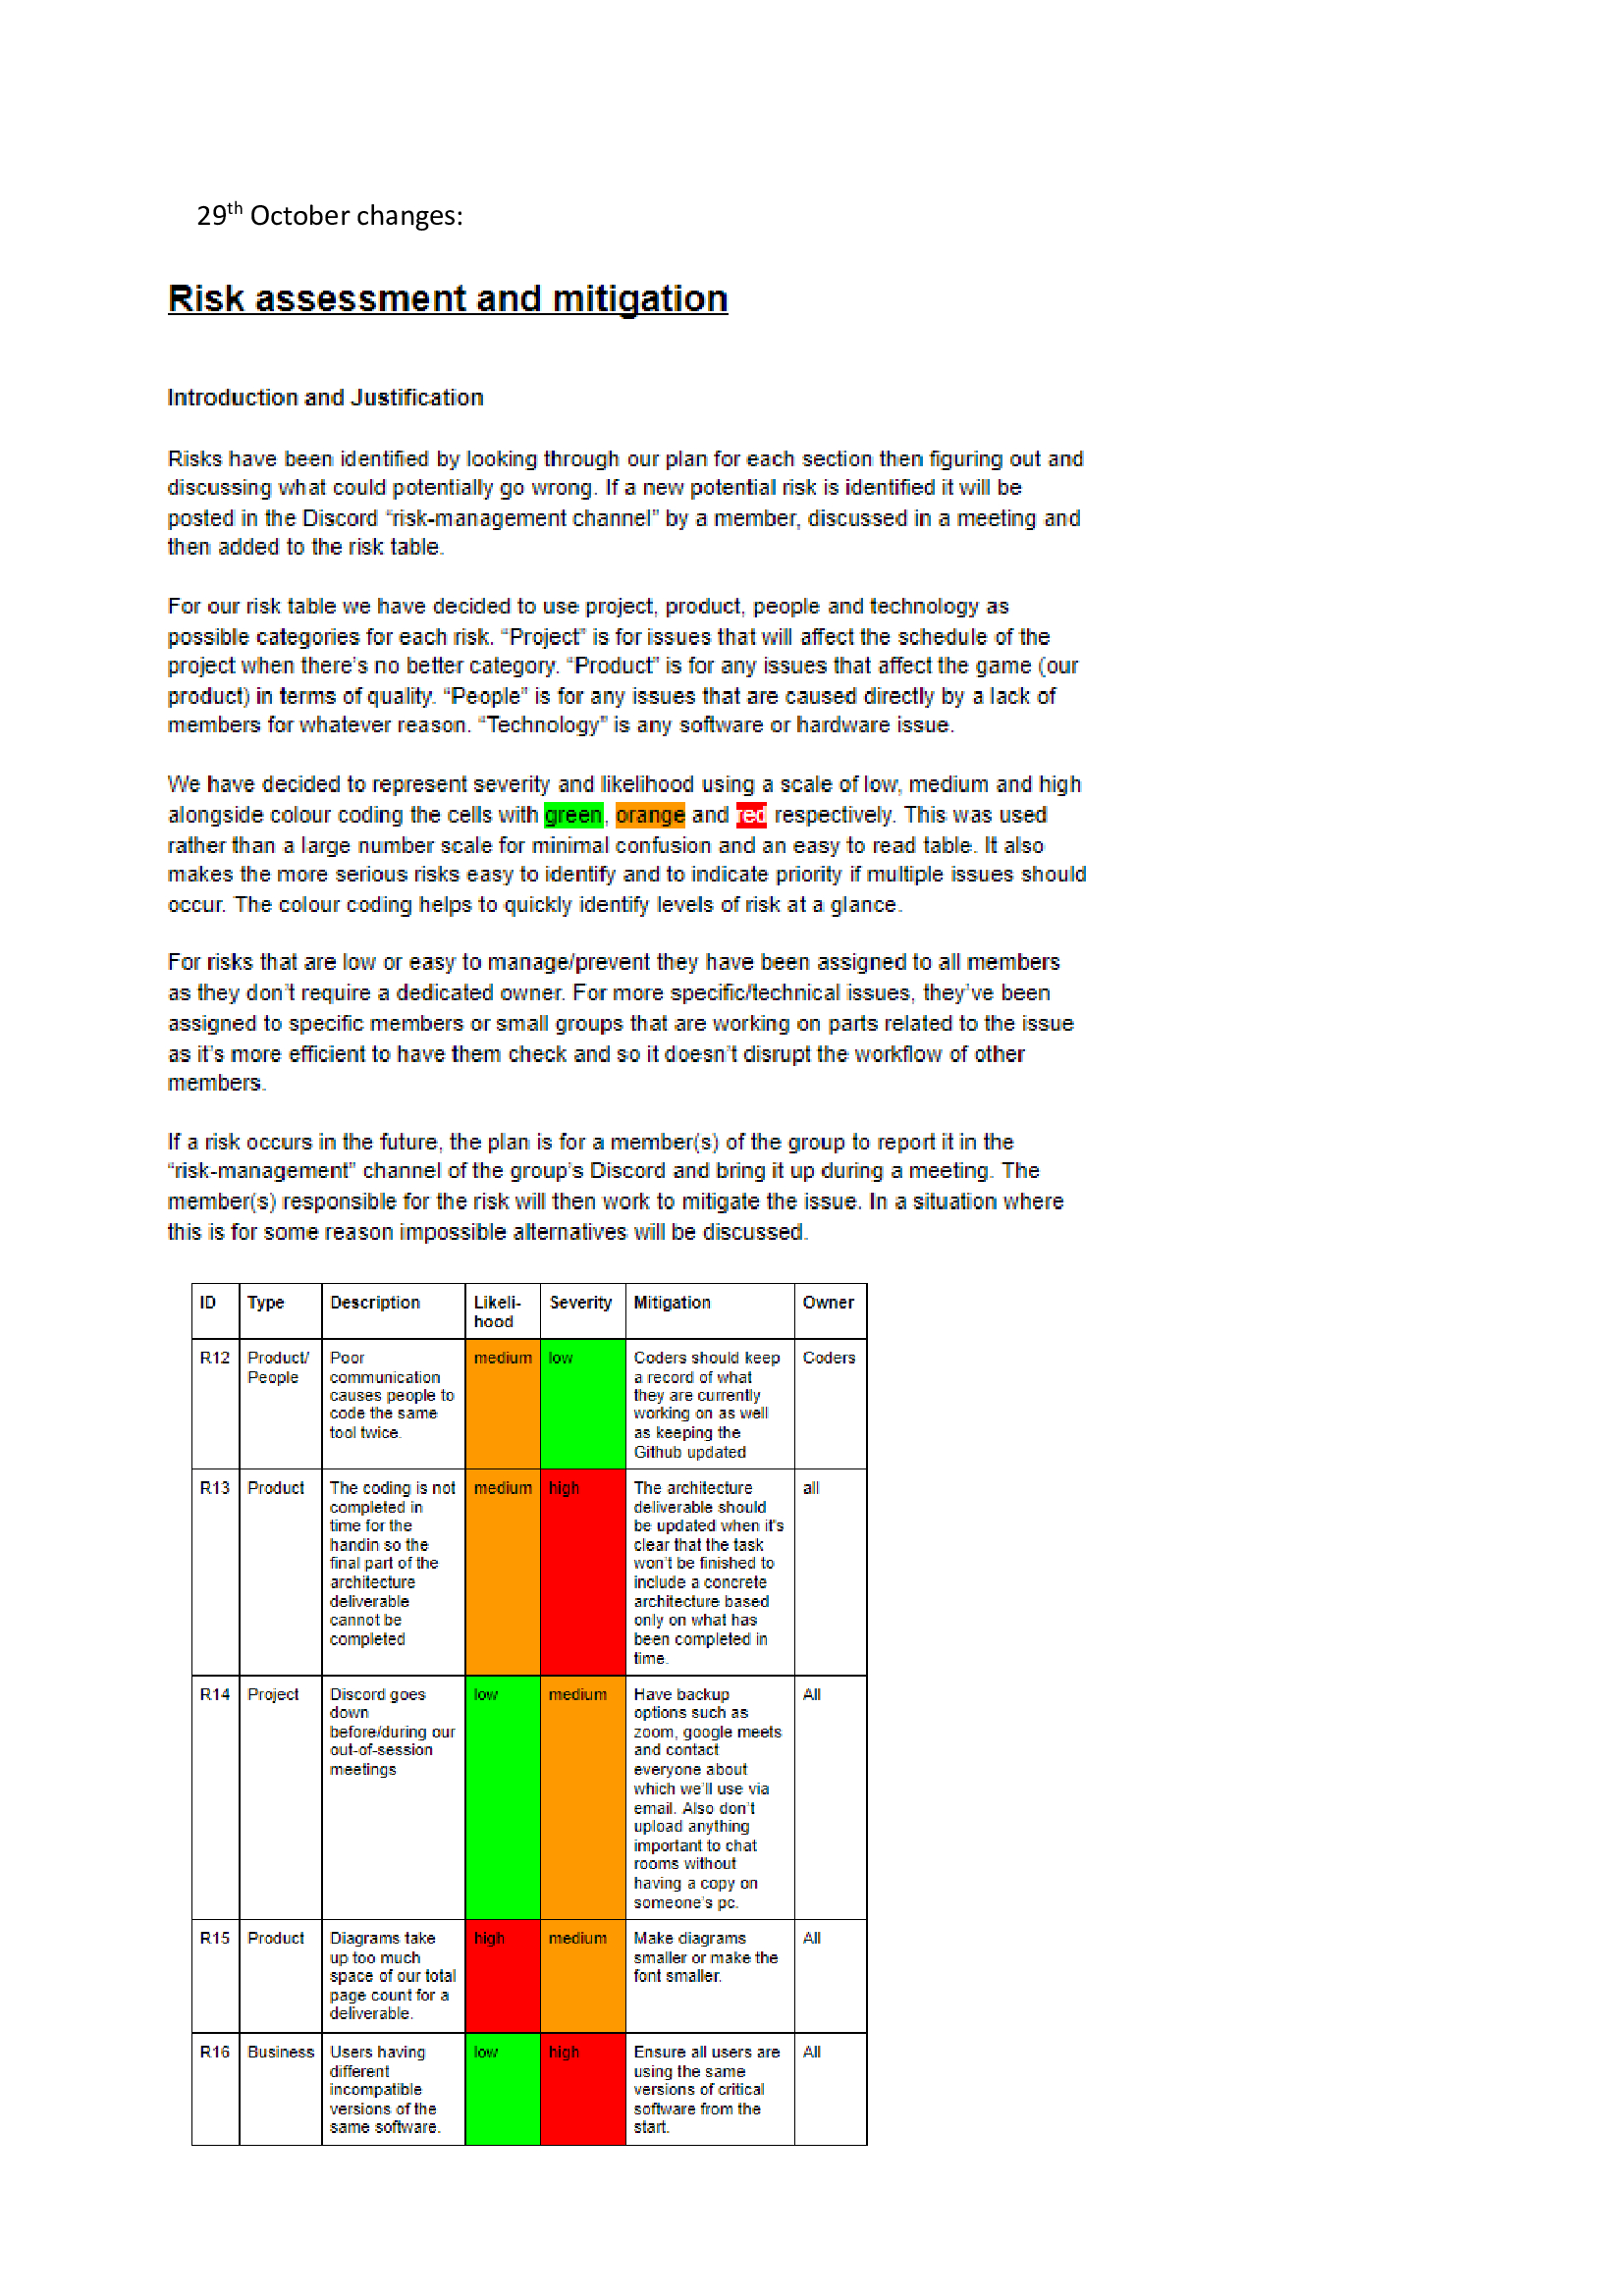 29th October changes:
Risk assessment and mitigation
Introduction and Justification
Risks have been identified by looking through our plan for each section then figuring out and
discussing what could potentially go wrong. If a new potential risk is identified it will be
posted in the Discord “risk-management channel” by a member, discussed in a meeting and
then added to the risk table.
For our risk table we have decided to use project, product, people and technology as
possible categories for each risk. “Project” is for issues that will affect the schedule of the
project when there’s no better category. “Product” is for any issues that affect the game (our
product) in terms of quality. “People” is for any issues that are caused directly by a lack of
members for whatever reason. “Technology” is any software or hardware issue.
We have decided to represent severity and likelihood using a scale of low, medium and high
alongside colour coding the cells with green, orange and red respectively. This was used
rather than a large number scale for minimal confusion and an easy to read table. It also
makes the more serious risks easy to identify and to indicate priority if multiple issues should
occur. The colour coding helps to quickly identify levels of risk at a glance.
For risks that are low or easy to manage/prevent they have been assigned to all members
as they don’t require a dedicated owner. For more specific/technical issues, they’ve been
assigned to specific members or small groups that are working on parts related to the issue
as it’s more efficient to have them check and so it doesn’t disrupt the workflow of other
members.
If a risk occurs in the future, the plan is for a member(s) of the group to report it in the
“risk-management” channel of the group’s Discord and bring it up during a meeting. The
member(s) responsible for the risk will then work to mitigate the issue. In a situation where
this is for some reason impossible alternatives will be discussed.
ID Type Description Likeli- Severity Mitigation Owner
hood
R12 Product/ Poor medium low Coders should keep Coders
People communication a record of what
causes people to they are currently
code the same working on as well
tool twice. as keeping the
Github updated
R13 Product The coding is not medium high The architecture all
completed in deliverable should
time for the be updated when it's
handin so the clear that the task
final part of the won’t be finished to
architecture include a concrete
deliverable architecture based
cannot be only on what has
completed been completed in
time.
R14 Project Discord goes low medium Have backup All
down options such as
before/during our zoom, google meets
out-of-session and contact
meetings everyone about
which we’ll use via
email. Also don’t
upload anything
important to chat
rooms without
having a copy on
someone’s pc.
R15 Product Diagrams take high medium Make diagrams All
up too much smaller or make the
space of our total font smaller.
page count for a
deliverable.
R16 Business Users having low high Ensure all users are All
different using the same
incompatible versions of critical
versions of the software from the
same software. start.